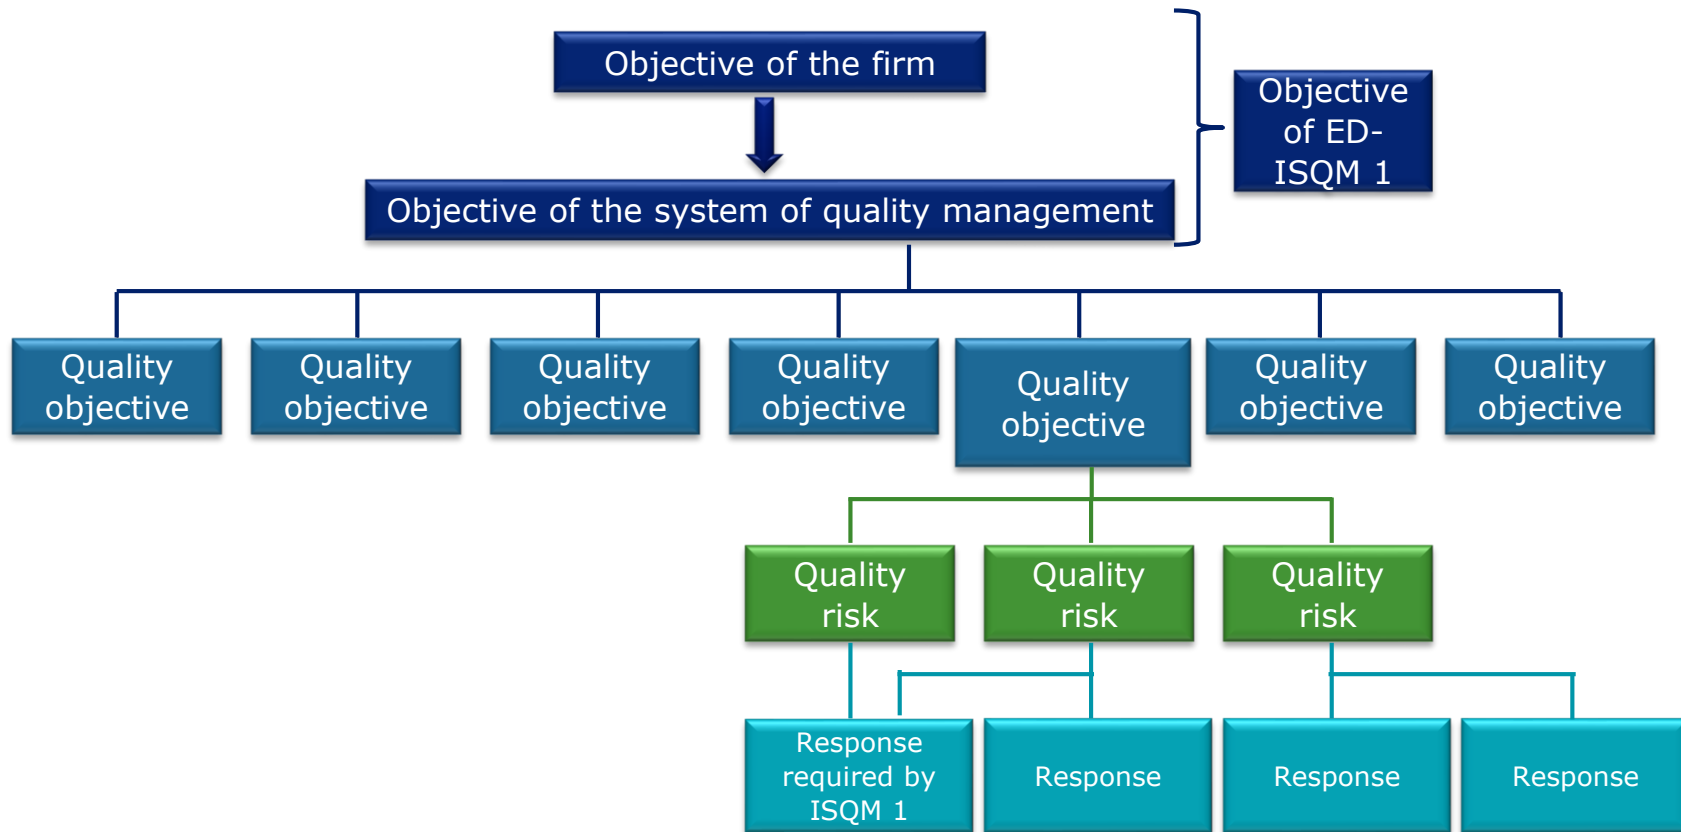 Objective of the firm
Objective
of ED-
ISQM 1
Objective of the system of quality management
Quality
objective
Quality
objective
Quality
objective
Quality
objective
Quality
objective
Quality
objective
Quality
objective
Quality
risk
Quality
risk
Quality
risk
Response
required by
ISQM 1
Response
Response
Response